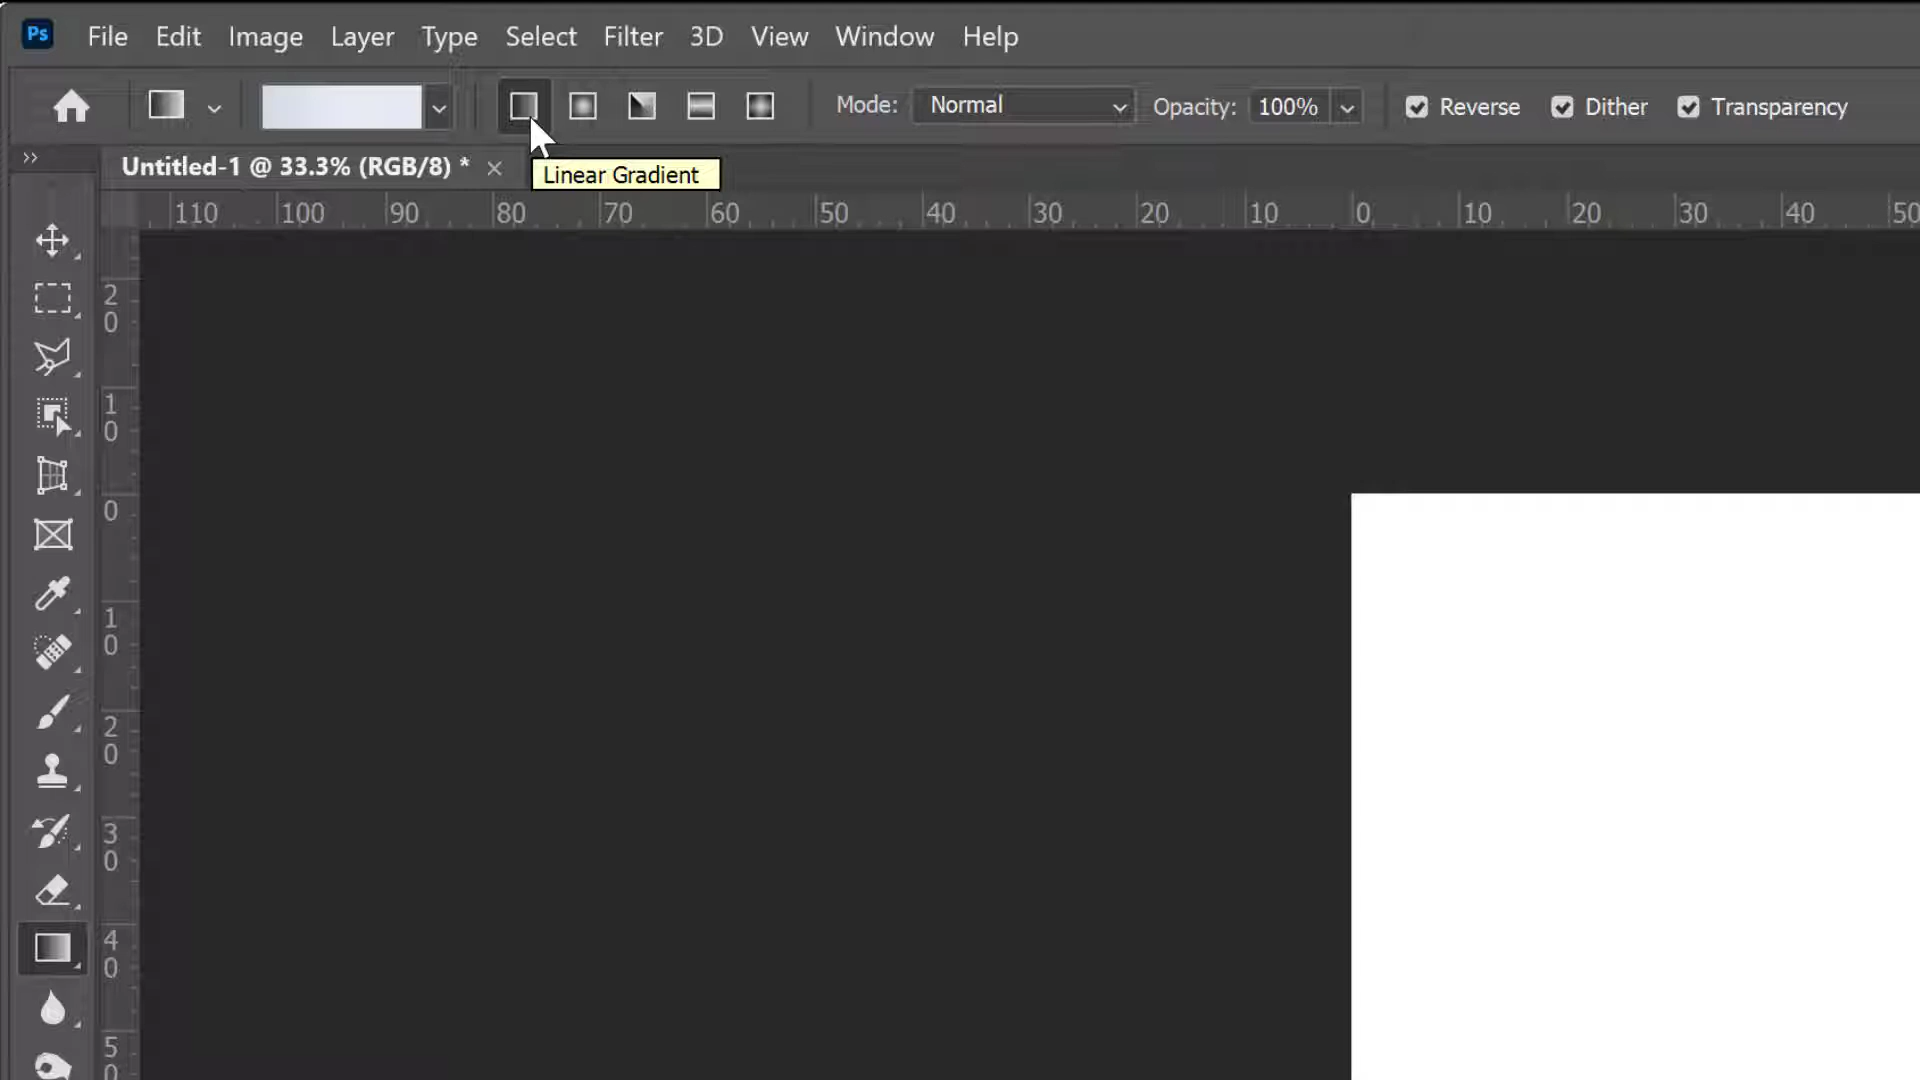 Ps File Edit Image Layer Type Select Filter 3D View Window Help
Mode: Normal Opacity: 100% Reverse Dither Transparency
Untitled-1 @ 33.3% (RGB/8) * ×
Linear Gradient
110 100 90 80 70 60 50 40 30 20 10 0 10 20 30 40 50
20
10
0
10
20
30
40
50